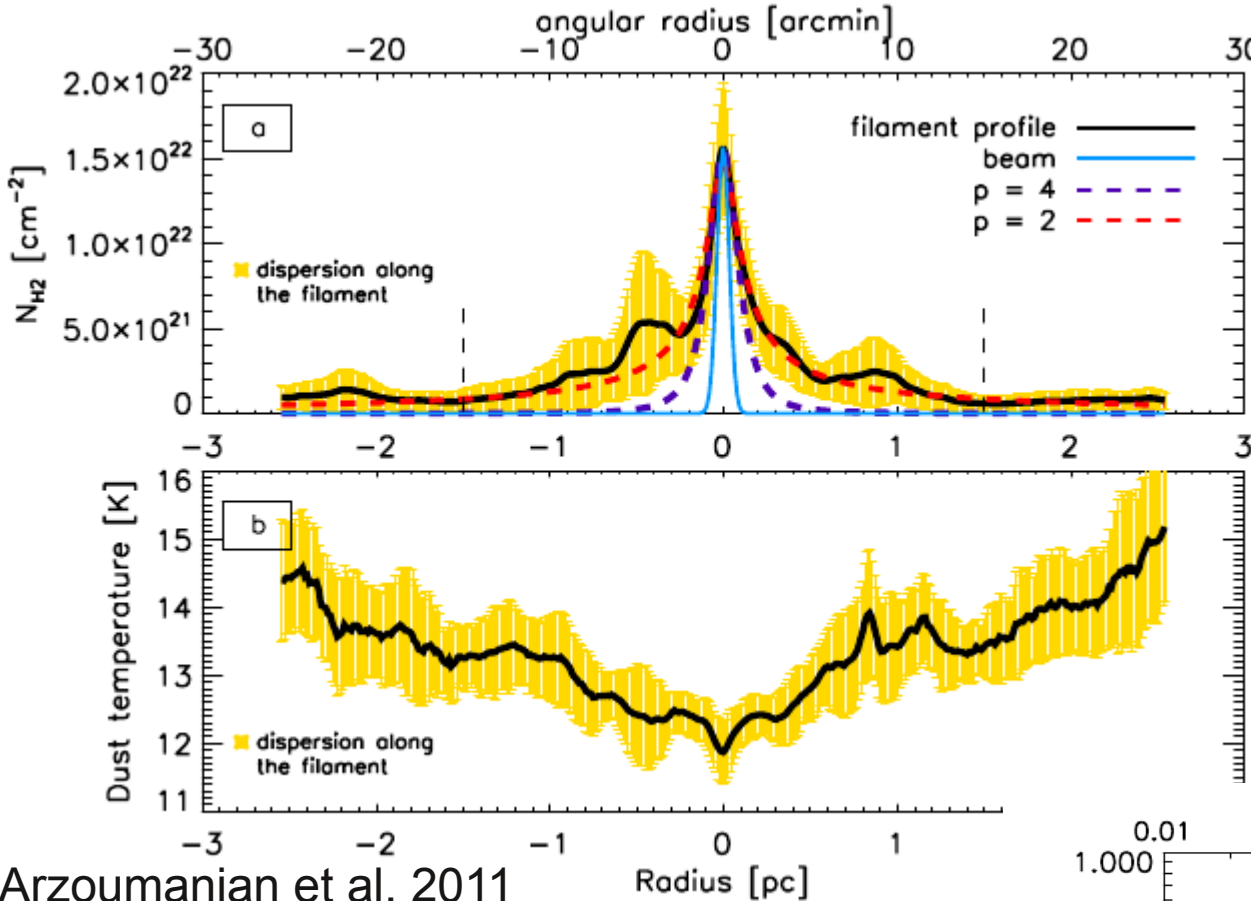 angular radius [arcmin]
−30 −20 −10 0 10 20 30
2.0×10²²
1.5×10²²
1.0×10²²
5.0×10²¹
0
N_H2 [cm⁻²]
a
filament profile
beam
p = 4
p = 2
dispersion along
the filament
−3 −2 −1 0 1 2 3
16
15
14
13
12
11
Dust temperature [K]
b
dispersion along
the filament
−3 −2 −1 0 1
Radius [pc]
Arzoumanian et al. 2011
0.01
1.000